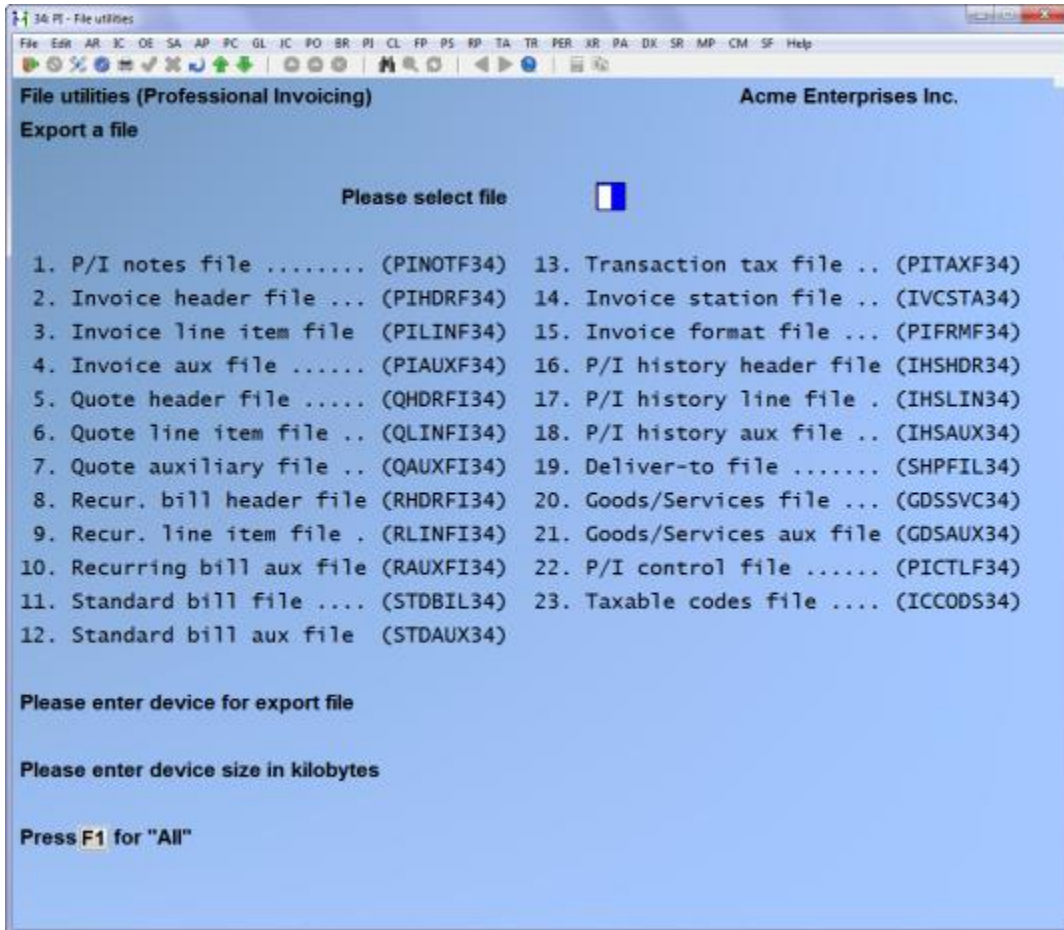 34: PI - File utilities
File Edit AR IC OE SA AP PC GL JC PO BR PI CL FP PS RP TA TR PER XR PA DX SR MP CM SF Help
File utilities (Professional Invoicing) Acme Enterprises Inc.
Export a file
Please select file
1. P/I notes file ........ (PINOTF34) 13. Transaction tax file .. (PITAXF34)
2. Invoice header file ... (PIHDRF34) 14. Invoice station file .. (IVCSTA34)
3. Invoice line item file (PILINF34) 15. Invoice format file ... (PIFRMF34)
4. Invoice aux file ...... (PIAUXF34) 16. P/I history header file (IHSHDR34)
5. Quote header file ..... (QHDRFI34) 17. P/I history line file . (IHSLIN34)
6. Quote line item file .. (QLINFI34) 18. P/I history aux file .. (IHSAUX34)
7. Quote auxiliary file .. (QAUXFI34) 19. Deliver-to file ....... (SHPFIL34)
8. Recur. bill header file (RHDRFI34) 20. Goods/Services file ... (GDSSVC34)
9. Recur. line item file . (RLINFI34) 21. Goods/Services aux file (GDSAUX34)
10. Recurring bill aux file (RAUXFI34) 22. P/I control file ...... (PICTLF34)
11. Standard bill file .... (STDBIL34) 23. Taxable codes file .... (ICCODS34)
12. Standard bill aux file (STDAUX34)
Please enter device for export file
Please enter device size in kilobytes
Press F1 for "All"